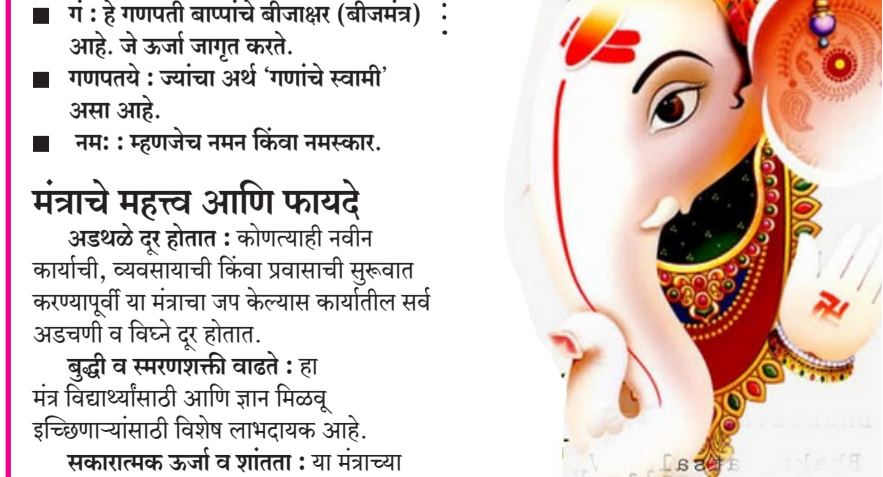 ■ गं : हे गणपती बाप्पांचे बीजाक्षर (बीजमंत्र)
आहे. जे ऊर्जा जागृत करते.
■ गणपतये : ज्यांचा अर्थ ‘गणांचे स्वामी’
असा आहे.
■ नमः : म्हणजेच नमन किंवा नमस्कार.
मंत्राचे महत्त्व आणि फायदे
अडथळे दूर होतात : कोणत्याही नवीन
कार्याची, व्यवसायाची किंवा प्रवासाची सुरूवात
करण्यापूर्वी या मंत्राचा जप केल्यास कार्यातील सर्व
अडचणी व विघ्ने दूर होतात.
बुद्धी व स्मरणशक्ती वाढते : हा
मंत्र विद्यार्थ्यांसाठी आणि ज्ञान मिळवू
इच्छिणाऱ्यांसाठी विशेष लाभदायक आहे.
सकारात्मक ऊर्जा व शांतता : या मंत्राच्या